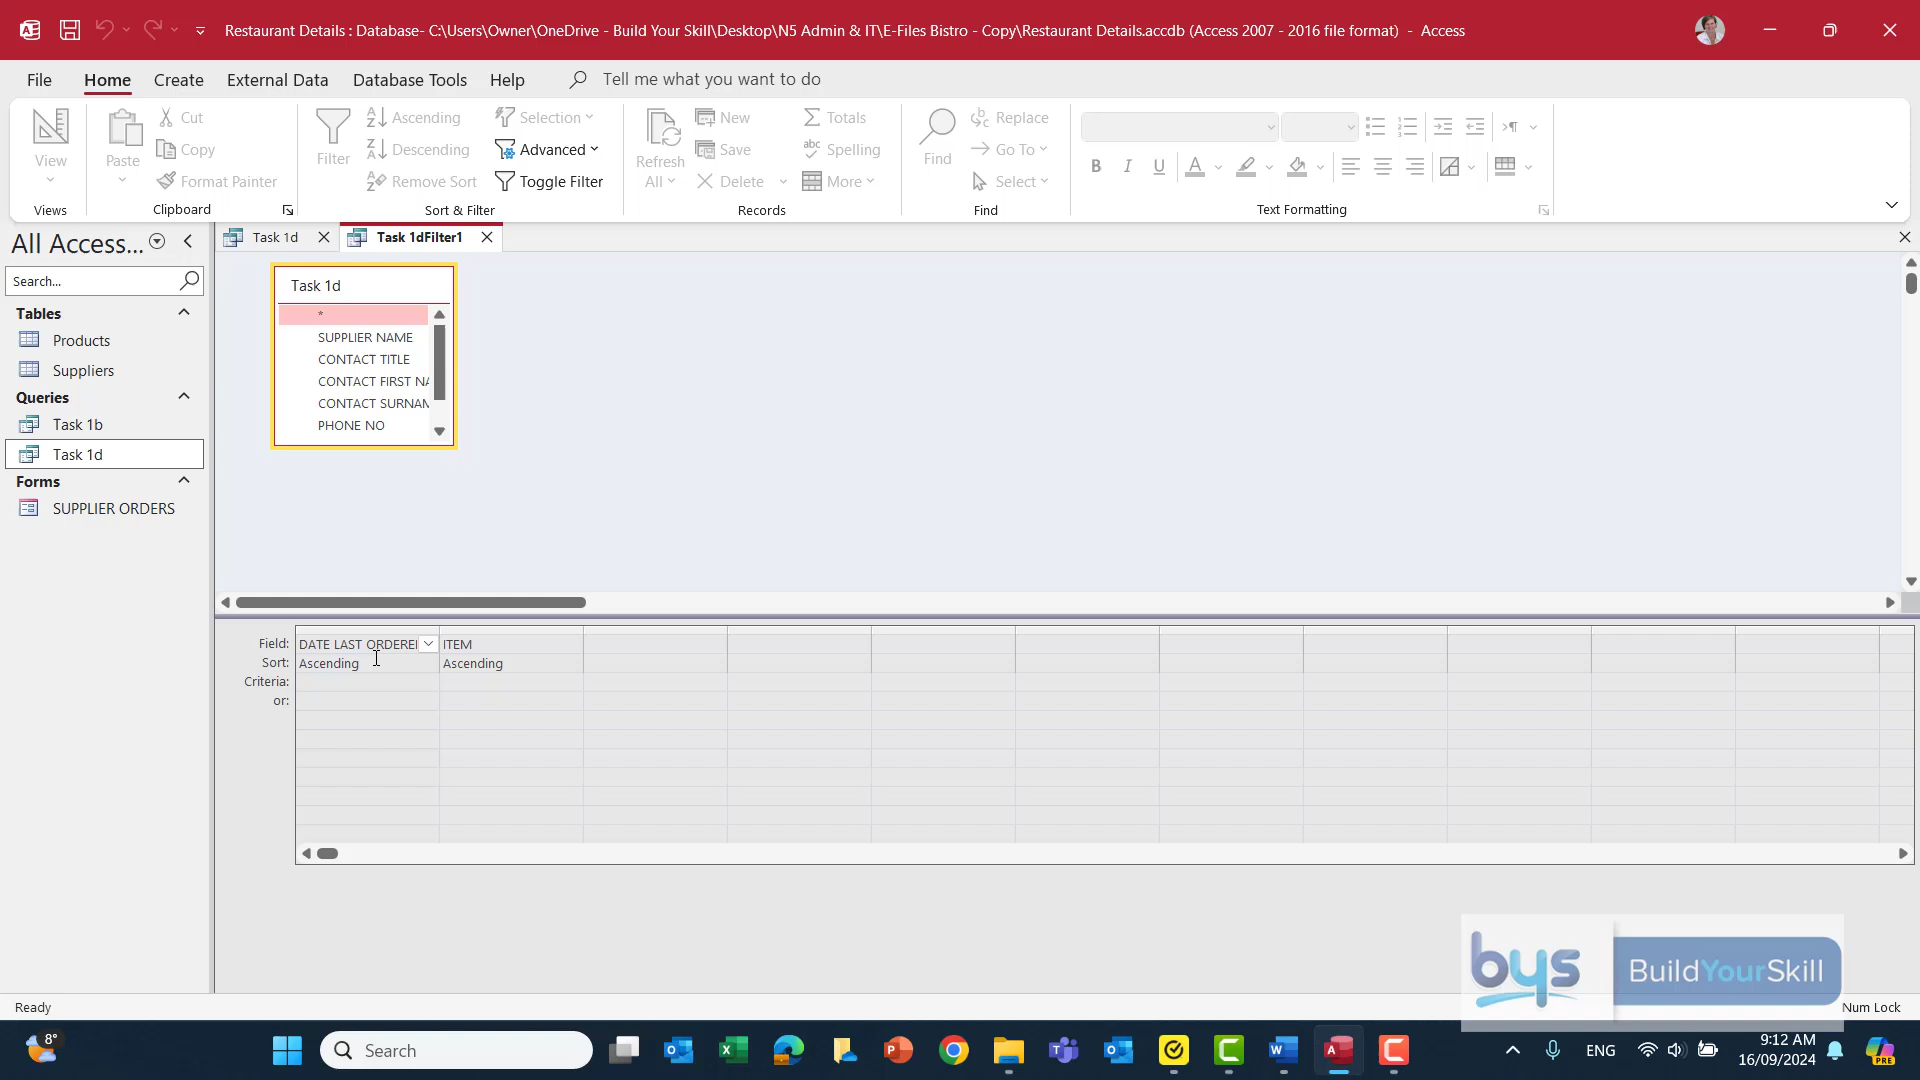 Restaurant Details : Database- C:\Users\Owner\OneDrive - Build Your Skill\Desktop\N5 Admin & IT\E-Files Bistro - Copy\Restaurant Details.accdb (Access 2007 - 2016 file format) - Access
File Home Create External Data Database Tools Help Tell me what you want to do
View
Views
Paste
Cut
Copy
Format Painter
Clipboard
Filter
Ascending
Descending
Remove Sort
Selection
Advanced
Toggle Filter
Sort & Filter
Refresh
All
New
Save
Delete
Totals
Spelling
More
Records
Find
Replace
Go To
Select
Find
B I U A
Text Formatting
All Access...
Search...
Tables
Products
Suppliers
Queries
Task 1b
Task 1d
Forms
SUPPLIER ORDERS
Task 1d Task 1dFilter1
Task 1d
*
SUPPLIER NAME
CONTACT TITLE
CONTACT FIRST NA
CONTACT SURNAM
PHONE NO
Field: DATE LAST ORDERE ITEM
Sort: Ascending Ascending
Criteria:
or:
bys BuildYourSkill
Ready Num Lock
8°
Search
ENG
9:12 AM
16/09/2024
PRE